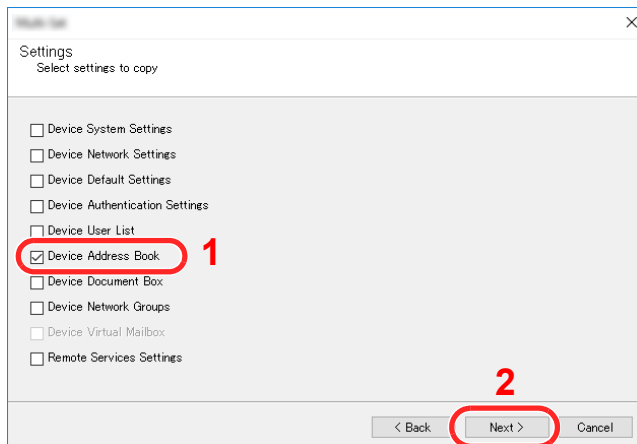 Settings
Select settings to copy
Device System Settings
Device Network Settings
Device Default Settings
Device Authentication Settings
Device User List
Device Address Book 1
Device Document Box
Device Network Groups
Device Virtual Mailbox
Remote Services Settings
2
< Back Next > Cancel